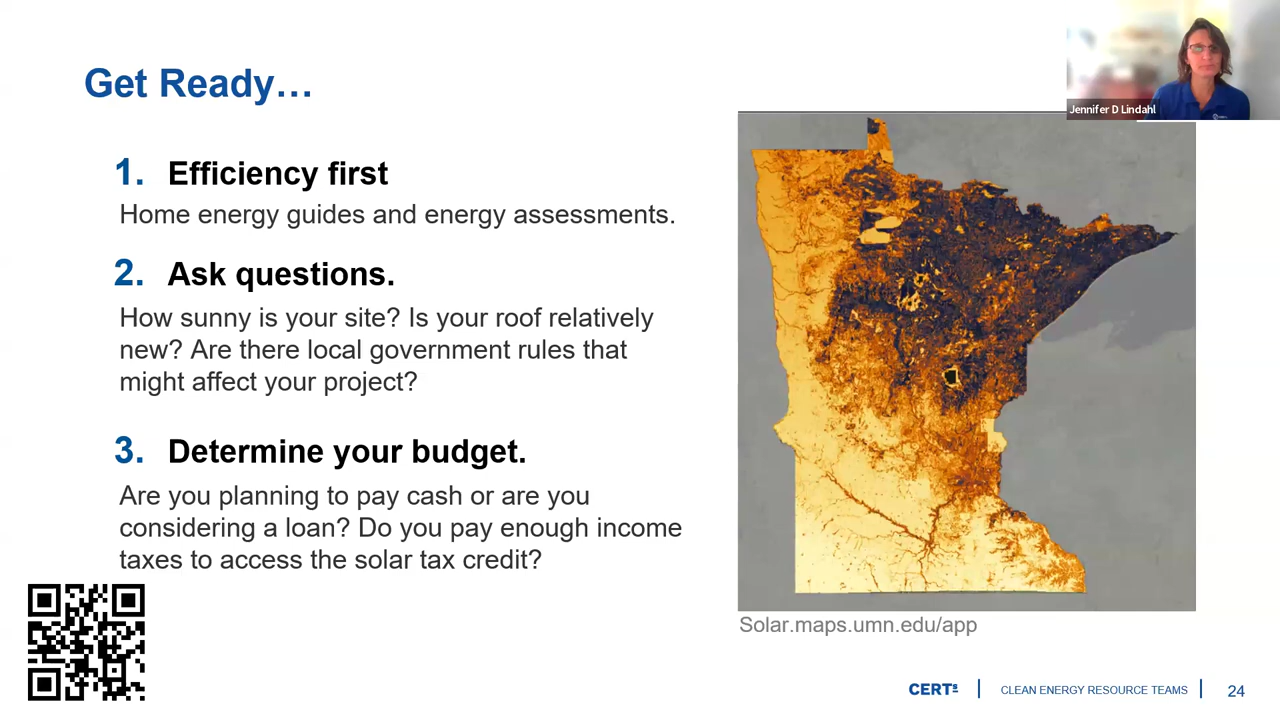 Get Ready…
Jennifer D Lindahl
1. Efficiency first
Home energy guides and energy assessments.
2. Ask questions.
How sunny is your site? Is your roof relatively
new? Are there local government rules that
might affect your project?
3. Determine your budget.
Are you planning to pay cash or are you
considering a loan? Do you pay enough income
taxes to access the solar tax credit?
Solar.maps.umn.edu/app
CERTs
CLEAN ENERGY RESOURCE TEAMS
24